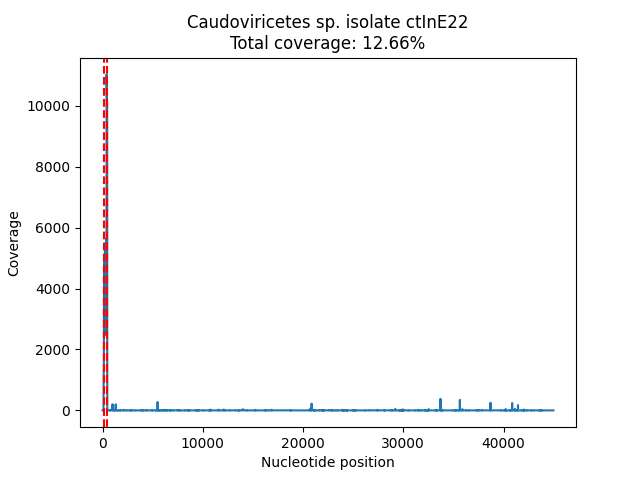 Caudoviricetes sp. isolate ctInE22
Total coverage: 12.66%
10000
8000
6000
4000
2000
0
Coverage
0 10000 20000 30000 40000
Nucleotide position